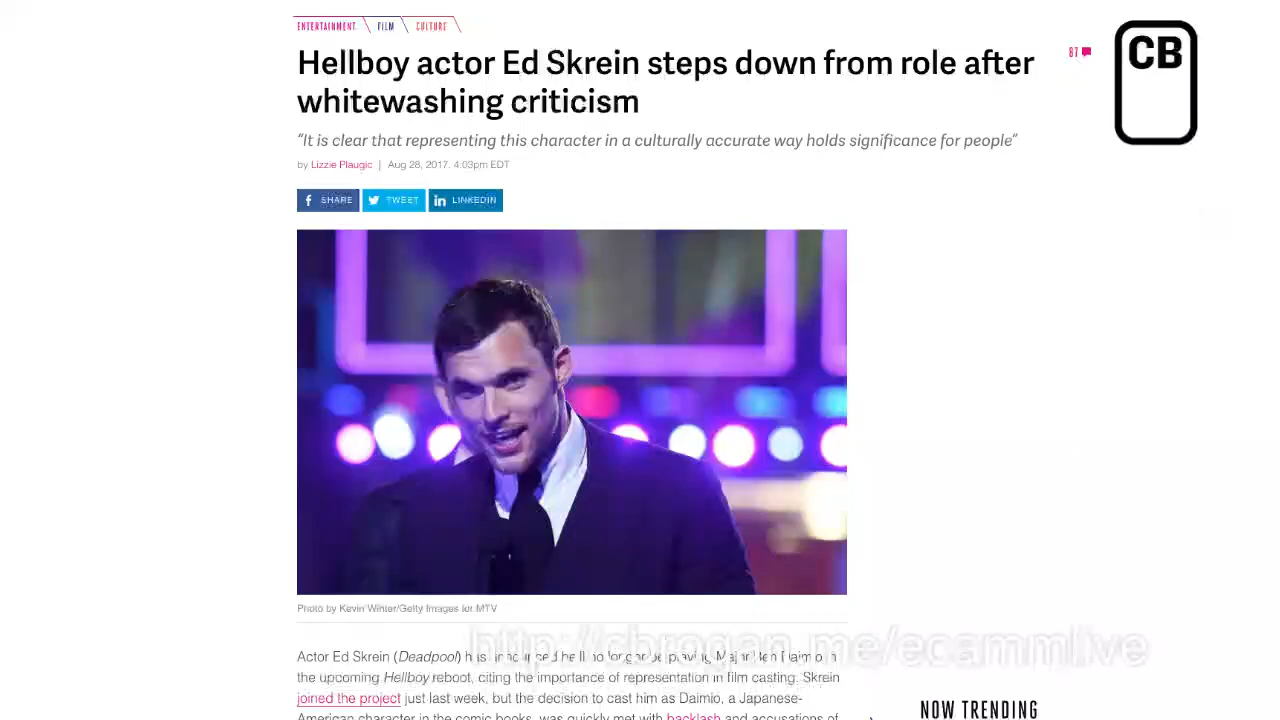 ENTERTAINMENT FILM CULTURE
Hellboy actor Ed Skrein steps down from role after
whitewashing criticism
87
CB
“It is clear that representing this character in a culturally accurate way holds significance for people”
by Lizzie Plaugic | Aug 28, 2017, 4:03pm EDT
SHARE TWEET LINKEDIN
Photo by Kevin Winter/Getty Images for MTV
http://cbrogan.me/ecammlive
Actor Ed Skrein (Deadpool) has announced he'll no longer be playing Major Ben Daimio in
the upcoming Hellboy reboot, citing the importance of representation in film casting. Skrein
joined the project just last week, but the decision to cast him as Daimio, a Japanese-
American character in the comic books, was quickly met with backlash and accusations of
NOW TRENDING